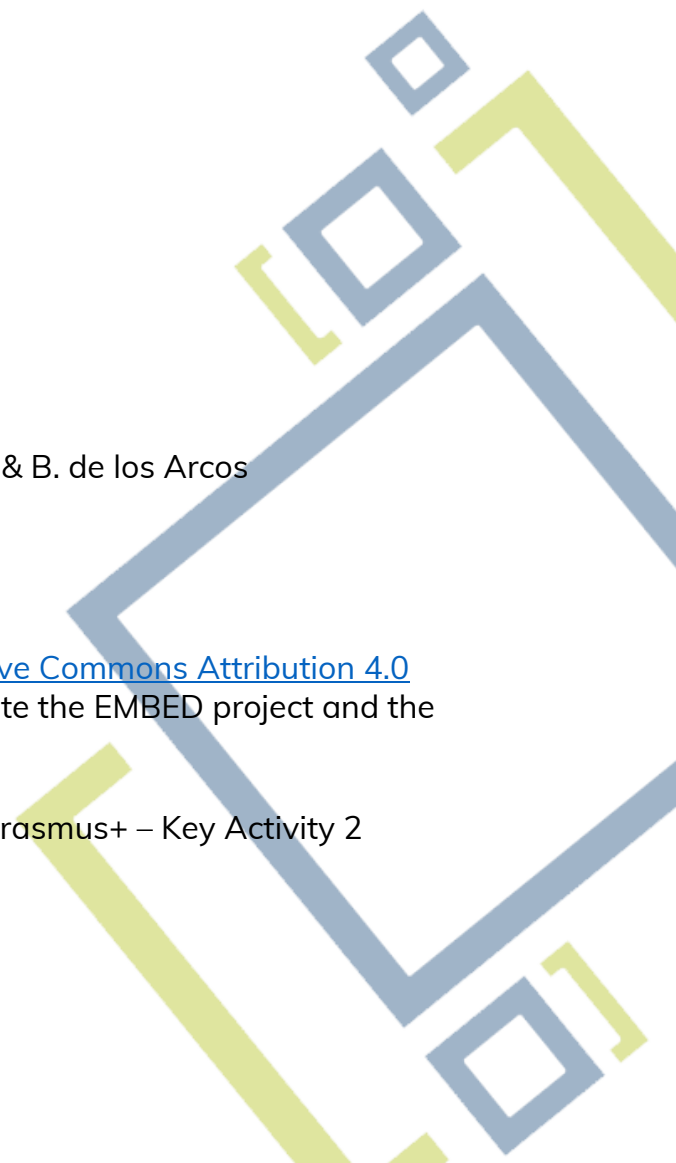 & B. de los Arcos
ve Commons Attribution 4.0
te the EMBED project and the
rasmus+ – Key Activity 2